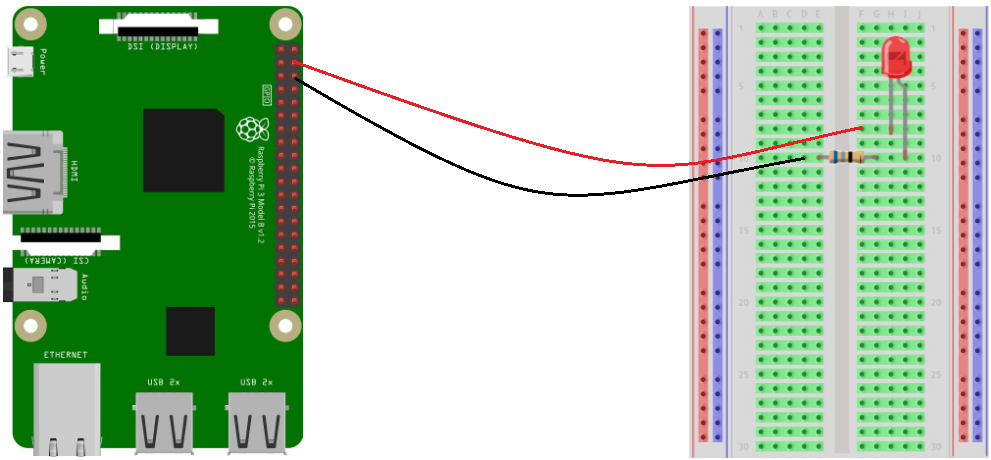 DSI (DISPLAY)
Power
GPIO
HDMI
Raspberry Pi 3 Model B v1.2
© Raspberry Pi 2015
CSI (CAMERA)
Audio
ETHERNET
USB 2x
USB 2x
A B C D E F G H I J
1 1
5 5
10 10
15 15
20 20
25 25
30 30